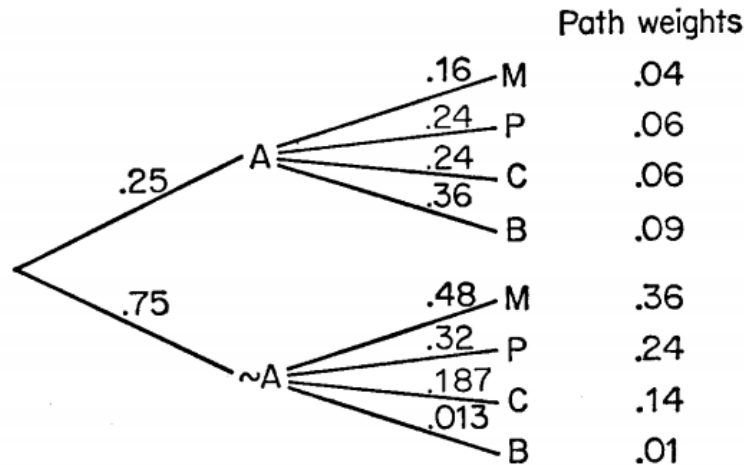 Path weights
.16 M .04
.24 P .06
A
.24 C .06
.25
.36
B .09
.75
.48 M .36
.32 P .24
~A
.187 C .14
.013
B .01